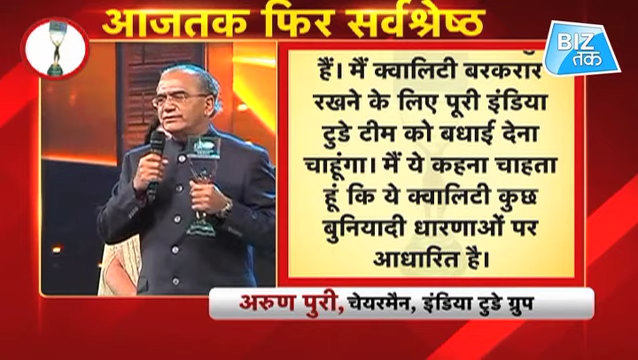 आजतक फिर सर्वश्रेष्ठ
BIZ
तक
हैं। मैं क्वालिटी बरकरार
रखने के लिए पूरी इंडिया
टुडे टीम को बधाई देना
चाहूंगा। मैं ये कहना चाहता
हूं कि ये क्वालिटी कुछ
बुनियादी धारणाओं पर
आधारित है।
अरुण पुरी, चेयरमैन, इंडिया टुडे ग्रुप